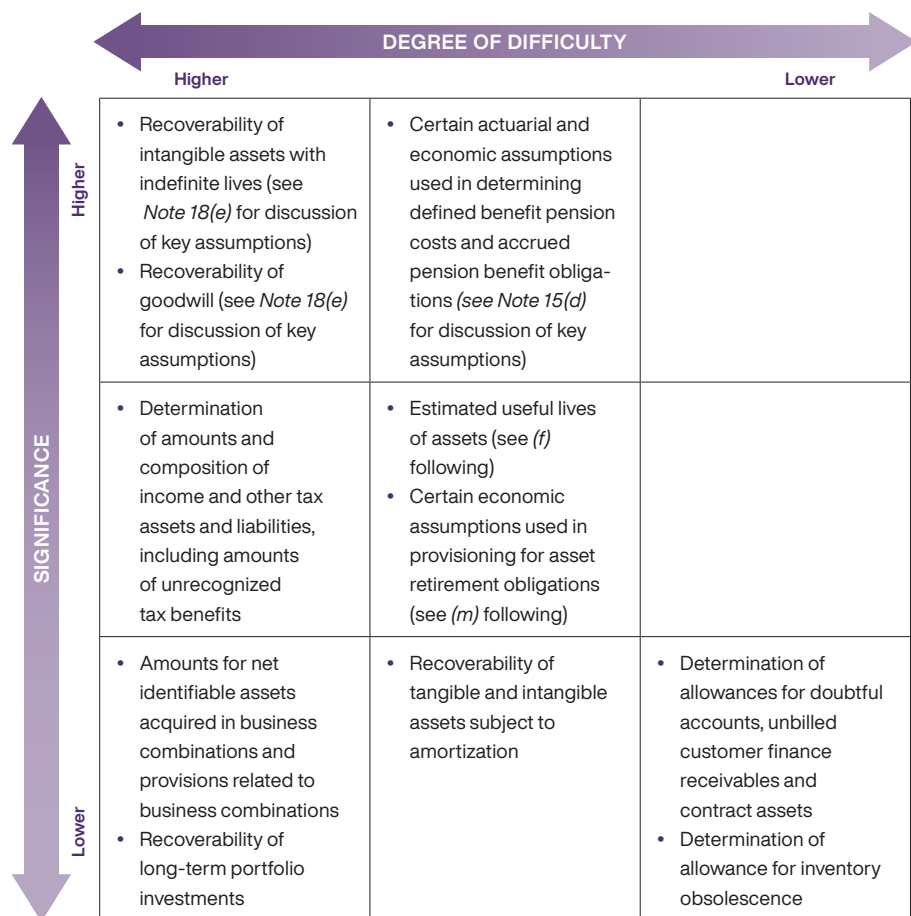 DEGREE OF DIFFICULTY
Higher
Lower
SIGNIFICANCE
Higher
Lower
• Recoverability of
intangible assets with
indefinite lives (see
Note 18(e) for discussion
of key assumptions)
• Recoverability of
goodwill (see Note 18(e)
for discussion of key
assumptions)
• Certain actuarial and
economic assumptions
used in determining
defined benefit pension
costs and accrued
pension benefit obliga-
tions (see Note 15(d)
for discussion of key
assumptions)
• Determination
of amounts and
composition of
income and other tax
assets and liabilities,
including amounts
of unrecognized
tax benefits
• Estimated useful lives
of assets (see (f)
following)
• Certain economic
assumptions used in
provisioning for asset
retirement obligations
(see (m) following)
• Amounts for net
identifiable assets
acquired in business
combinations and
provisions related to
business combinations
• Recoverability of
long-term portfolio
investments
• Recoverability of
tangible and intangible
assets subject to
amortization
• Determination of
allowances for doubtful
accounts, unbilled
customer finance
receivables and
contract assets
• Determination of
allowance for inventory
obsolescence